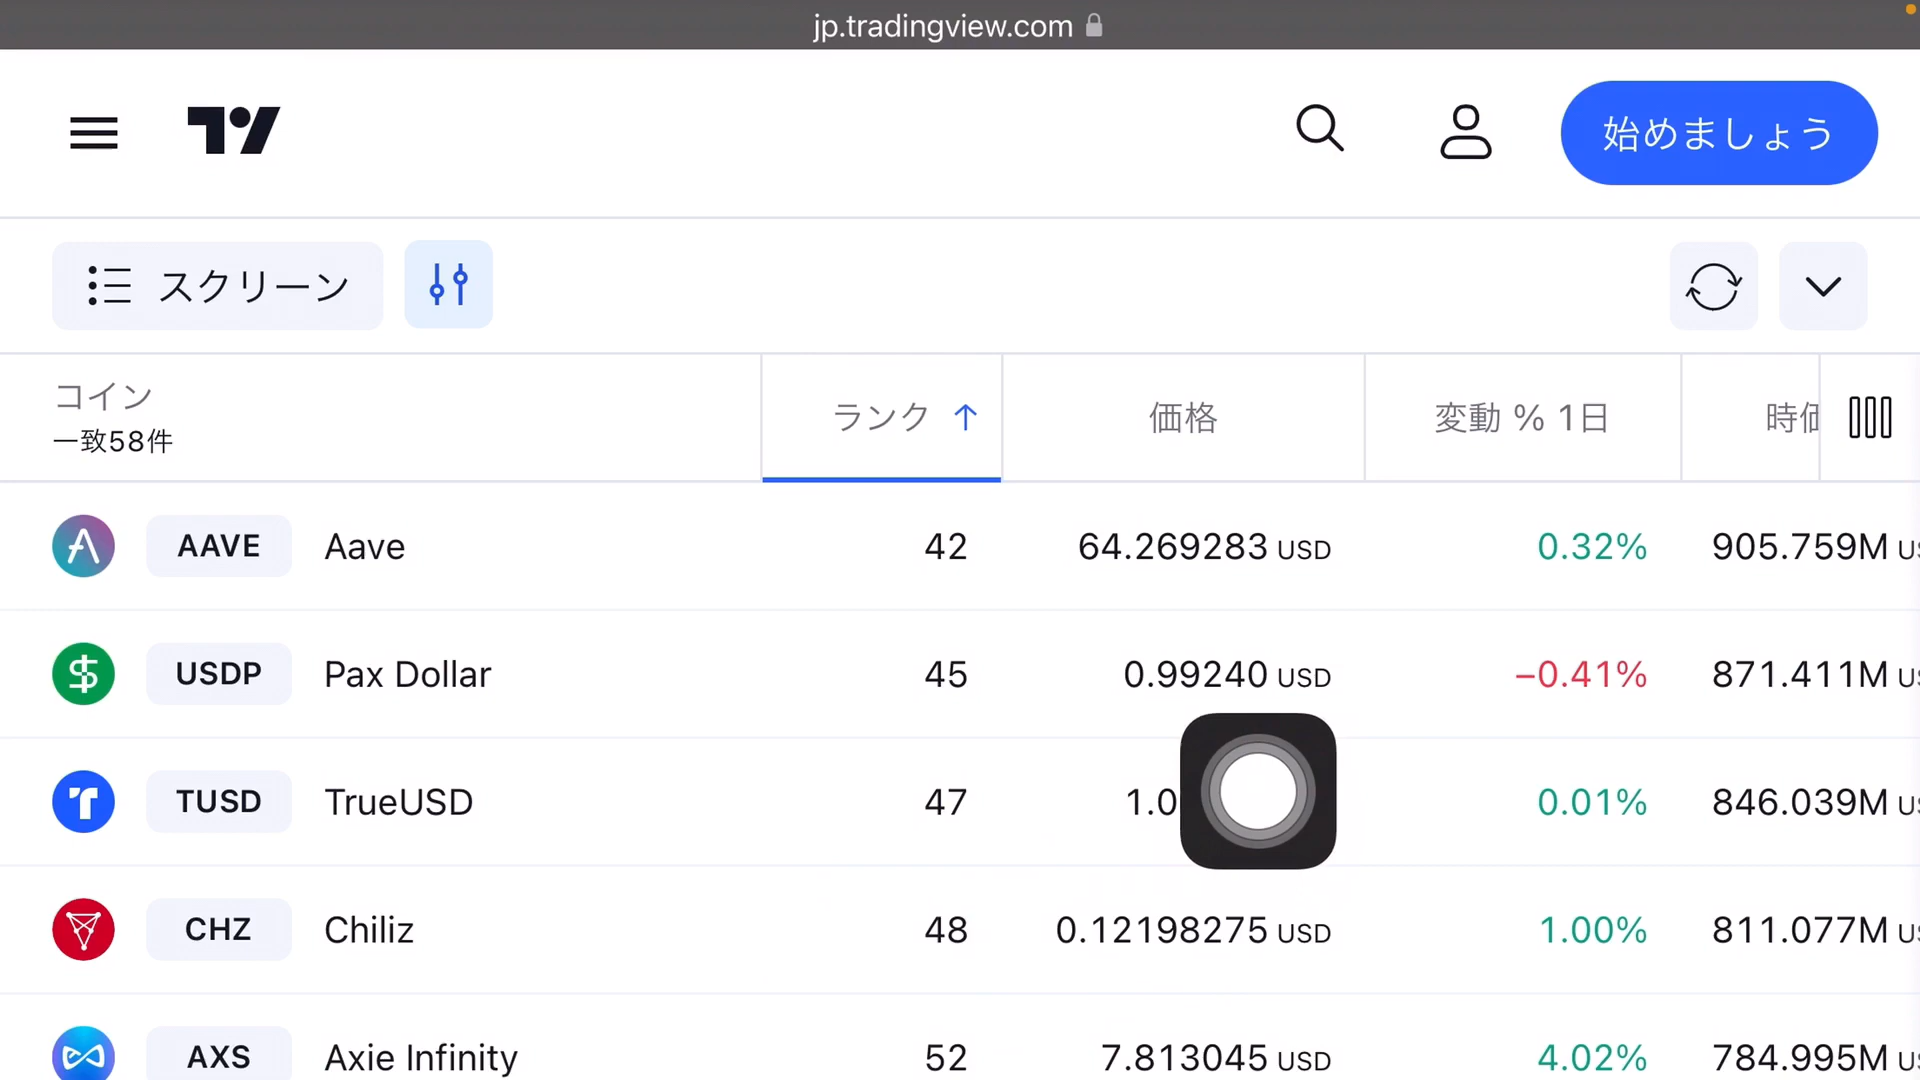 jp.tradingview.com
始めましょう
スクリーン
コイン
一致58件
ランク 価格 変動 % 1日 時価
AAVE Aave 42 64.269283 USD 0.32% 905.759M
USDP Pax Dollar 45 0.99240 USD −0.41% 871.411M
TUSD TrueUSD 47 1.0 0.01% 846.039M
CHZ Chiliz 48 0.12198275 USD 1.00% 811.077M
AXS Axie Infinity 52 7.813045 USD 4.02% 784.995M